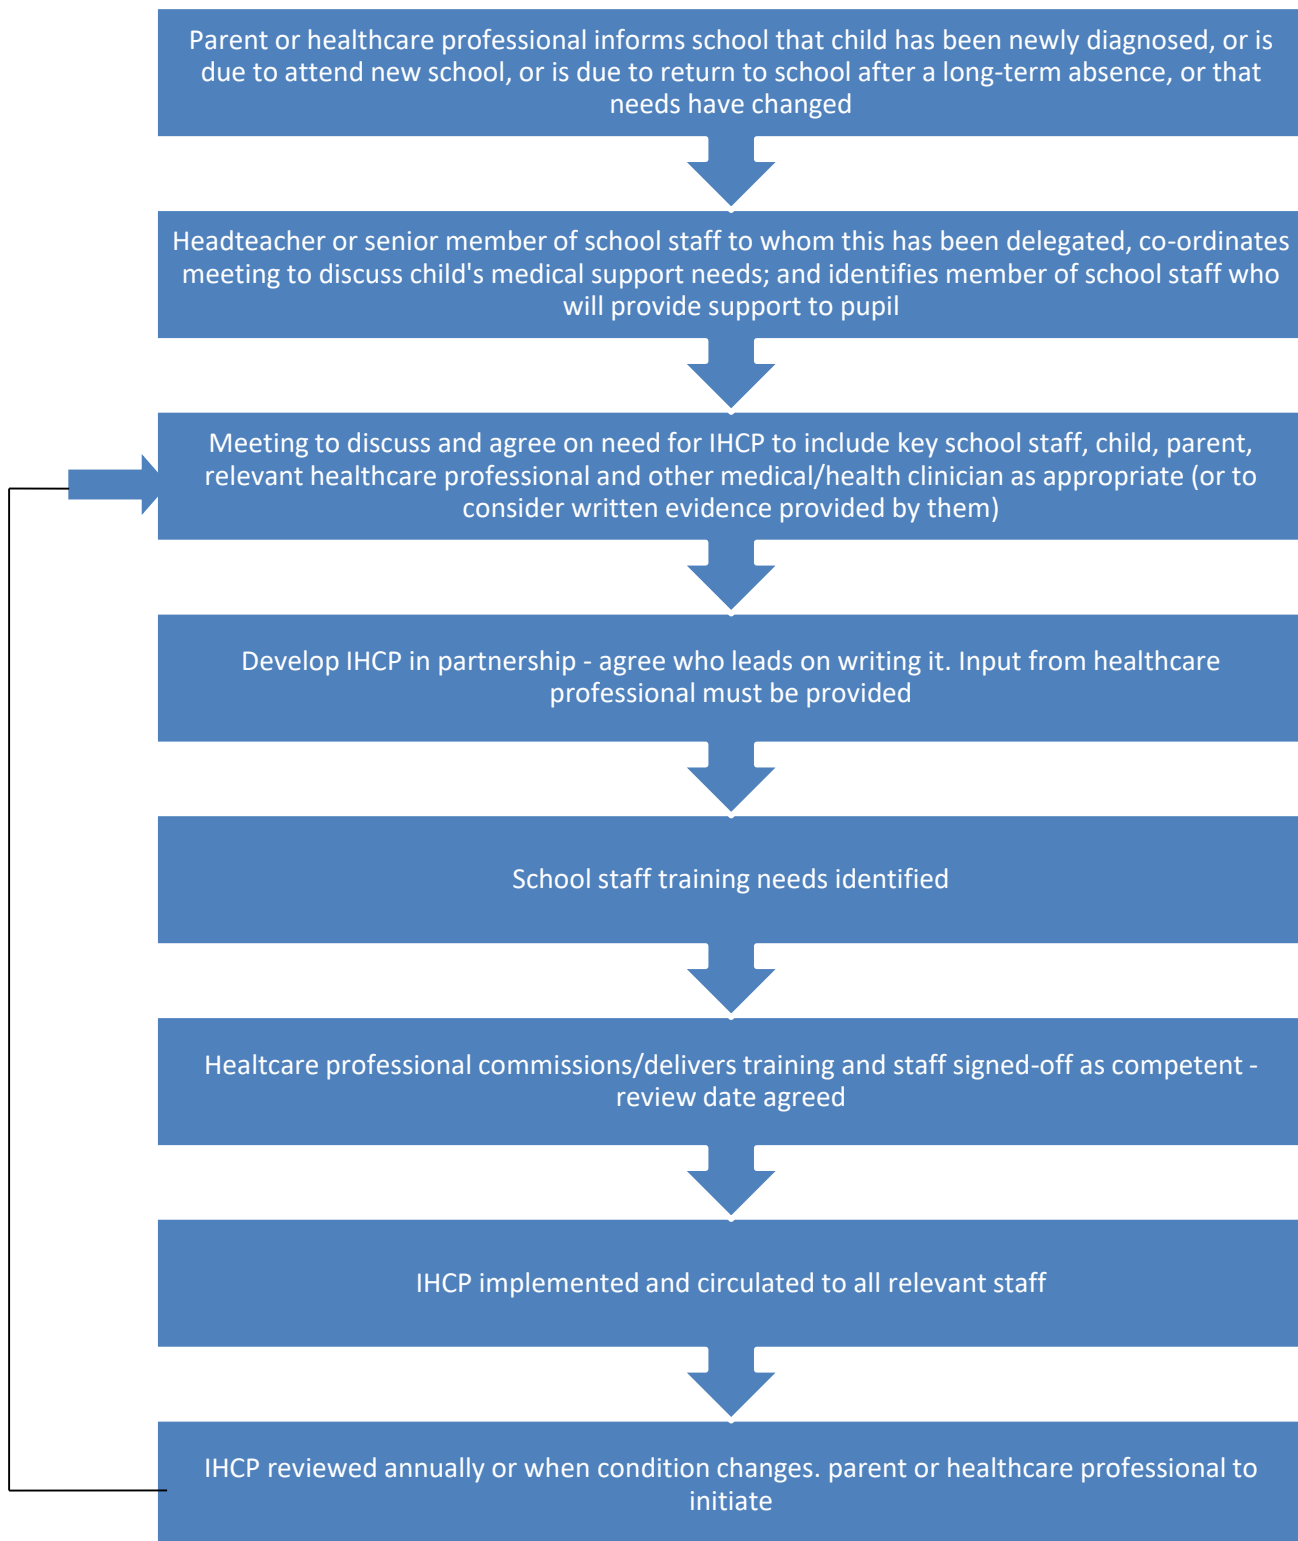 Parent or healthcare professional informs school that child has been newly diagnosed, or is
due to attend new school, or is due to return to school after a long-term absence, or that
needs have changed
Headteacher or senior member of school staff to whom this has been delegated, co-ordinates
meeting to discuss child's medical support needs; and identifies member of school staff who
will provide support to pupil
Meeting to discuss and agree on need for IHCP to include key school staff, child, parent,
relevant healthcare professional and other medical/health clinician as appropriate (or to
consider written evidence provided by them)
Develop IHCP in partnership - agree who leads on writing it. Input from healthcare
professional must be provided
School staff training needs identified
Healtcare professional commissions/delivers training and staff signed-off as competent -
review date agreed
IHCP implemented and circulated to all relevant staff
IHCP reviewed annually or when condition changes. parent or healthcare professional to
initiate